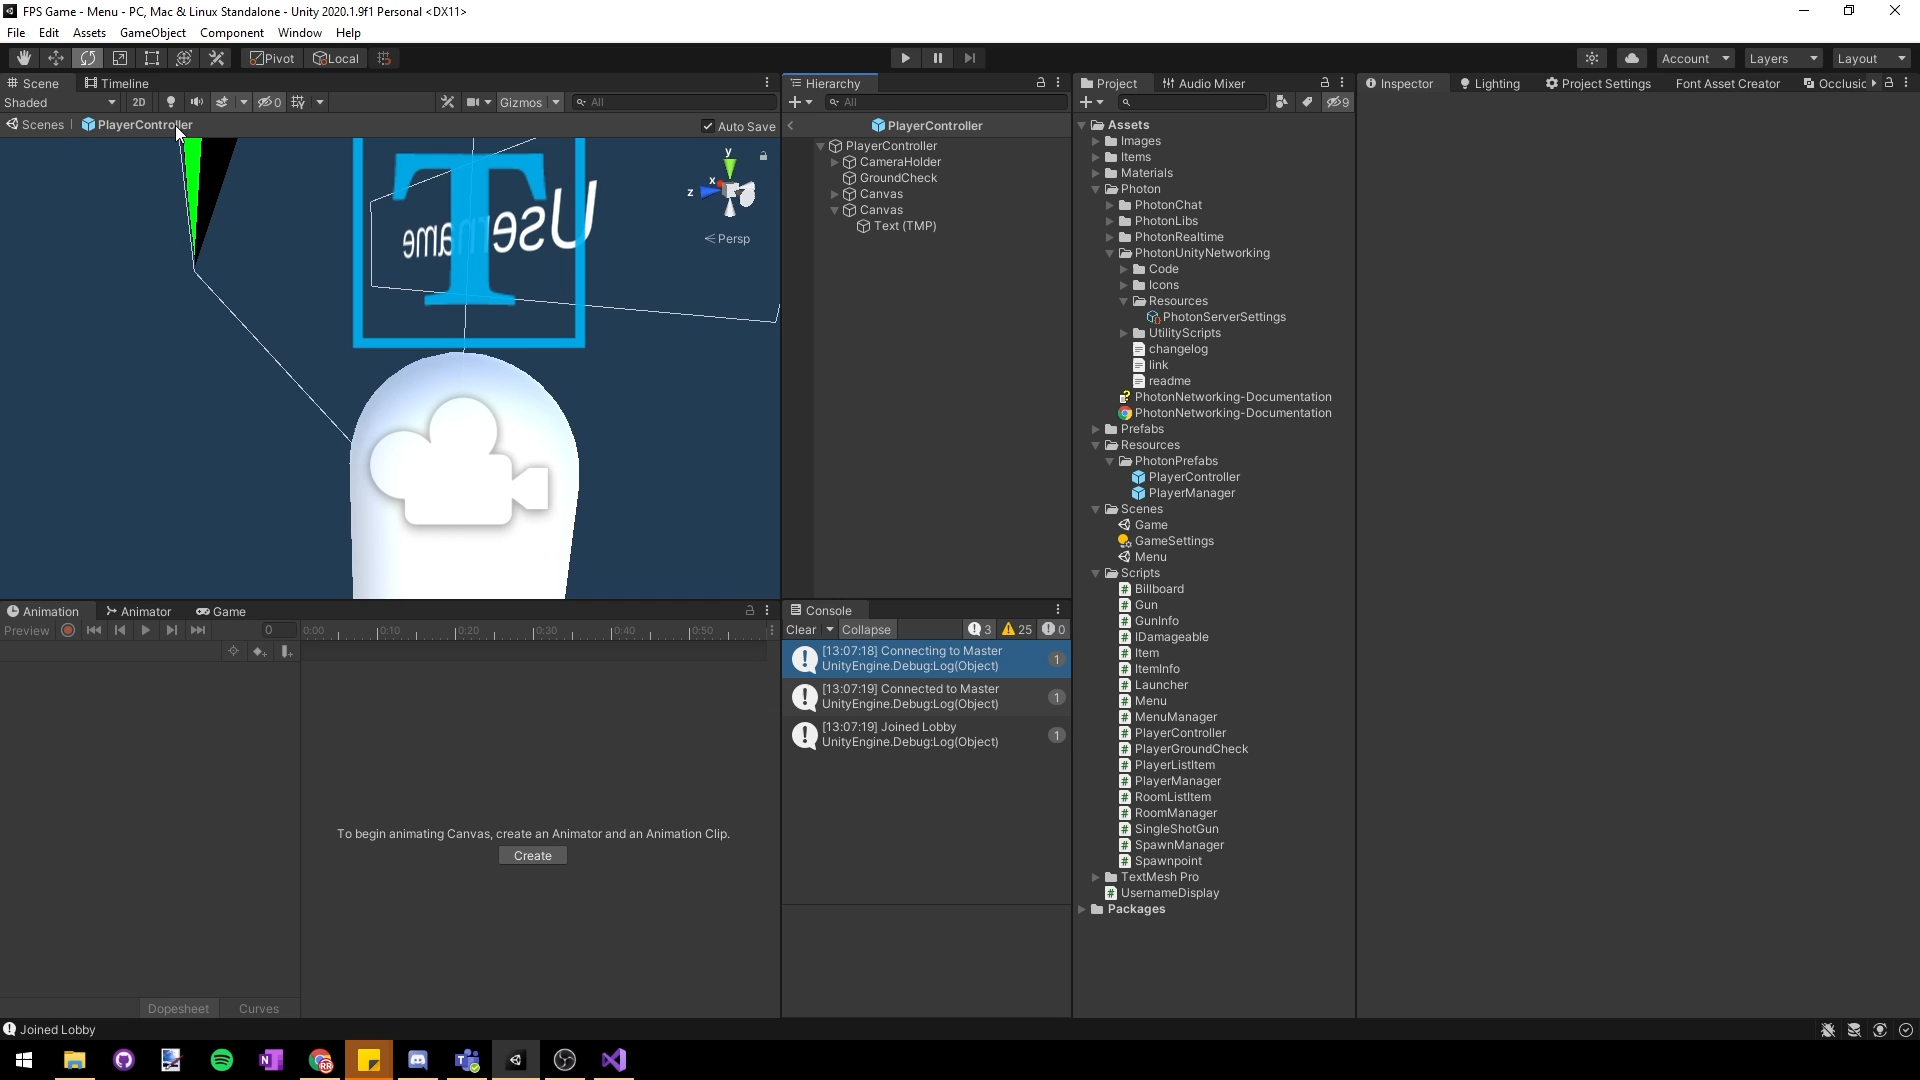 FPS Game - Menu - PC, Mac & Linux Standalone - Unity 2020.1.9f1 Personal <DX11>
File Edit Assets GameObject Component Window Help
Pivot Local Account Layers Layout
Scene Timeline
Shaded 2D 0 Gizmos All
Scenes PlayerController Auto Save
Username
T
y
x
z
Persp
Hierarchy
All
PlayerController
PlayerController
CameraHolder
GroundCheck
Canvas
Canvas
Text (TMP)
Project Audio Mixer
9
Assets
Images
Items
Materials
Photon
PhotonChat
PhotonLibs
PhotonRealtime
PhotonUnityNetworking
Code
Icons
Resources
PhotonServerSettings
UtilityScripts
changelog
link
readme
PhotonNetworking-Documentation
PhotonNetworking-Documentation
Prefabs
Resources
PhotonPrefabs
PlayerController
PlayerManager
Scenes
Game
GameSettings
Menu
Scripts
Billboard
Gun
GunInfo
IDamageable
Item
ItemInfo
Launcher
Menu
MenuManager
PlayerController
PlayerGroundCheck
PlayerListItem
PlayerManager
RoomListItem
RoomManager
SingleShotGun
SpawnManager
Spawnpoint
TextMesh Pro
UsernameDisplay
Packages
Inspector Lighting Project Settings Font Asset Creator Occlusic
Animation Animator Game
Preview 0 0:00 0:10 0:20 0:30 0:40 0:50
To begin animating Canvas, create an Animator and an Animation Clip.
Create
Dopesheet Curves
Console
Clear Collapse 3 25 0
[13:07:18] Connecting to Master
UnityEngine.Debug:Log(Object)
1
[13:07:19] Connected to Master
UnityEngine.Debug:Log(Object)
1
[13:07:19] Joined Lobby
UnityEngine.Debug:Log(Object)
1
Joined Lobby